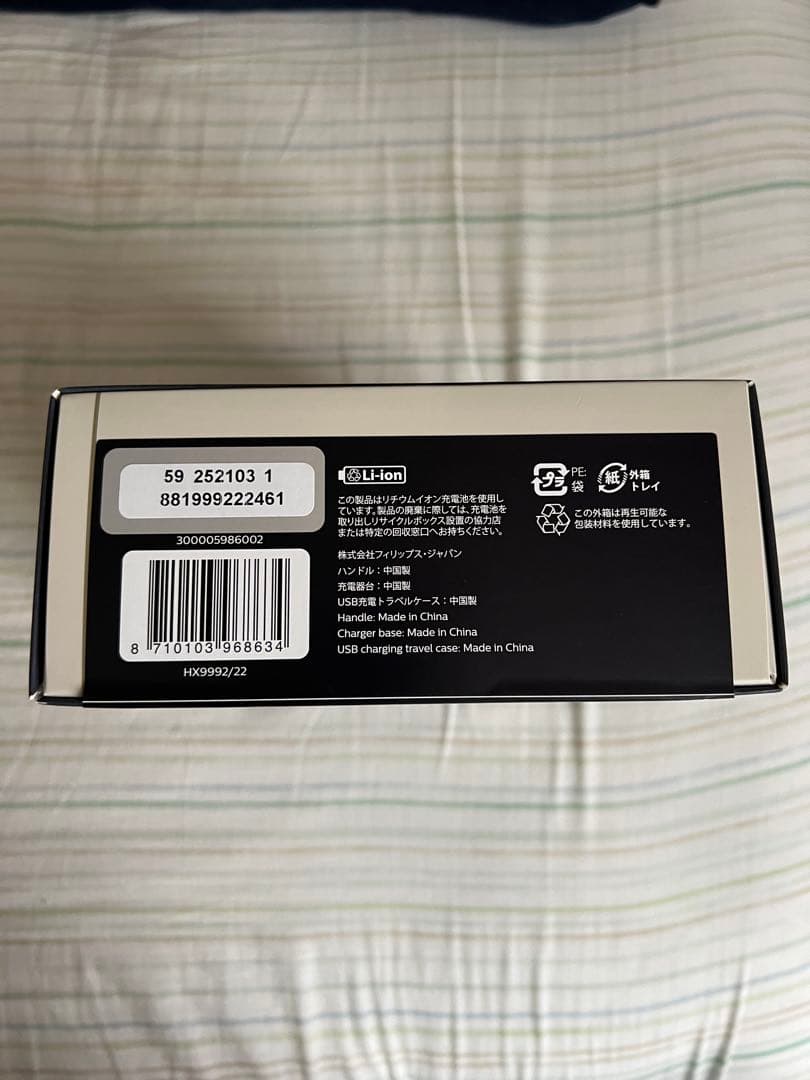 59 252103 1
881999222461
300005986002
8 710103 968634
HX9992/22
Li-ion
この製品はリチウムイオン充電池を使用し
ています。製品の廃棄に際しては、充電池を
取り出しリサイクルボックス設置の協力店
または特定の回収窓口へお持ちください。
株式会社フィリップス・ジャパン
ハンドル：中国製
充電器台：中国製
USB充電トラベルケース：中国製
Handle: Made in China
Charger base: Made in China
USB charging travel case: Made in China
プラ
PE:
袋
紙
外箱
トレイ
この外箱は再生可能な
包装材料を使用しています。